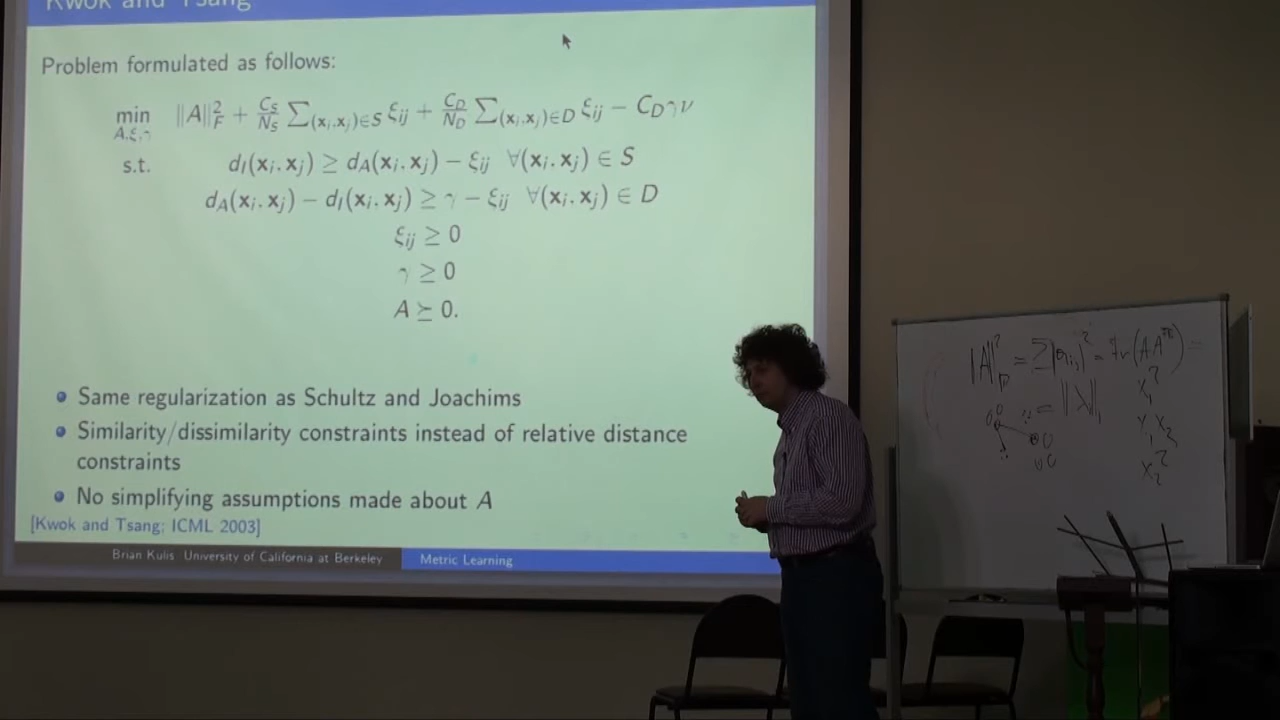 Kwok and Tsang
Problem formulated as follows:
min A,ξ,γ ‖A‖²_F + C_S/N_S ∑_(x_i,x_j)∈S ξ_ij + C_D/N_D ∑_(x_i,x_j)∈D ξ_ij − C_D γν
s.t. d_I(x_i, x_j) ≥ d_A(x_i, x_j) − ξ_ij ∀(x_i, x_j) ∈ S
d_A(x_i, x_j) − d_I(x_i, x_j) ≥ γ − ξ_ij ∀(x_i, x_j) ∈ D
ξ_ij ≥ 0
γ ≥ 0
A ⪰ 0.
Same regularization as Schultz and Joachims
Similarity/dissimilarity constraints instead of relative distance
constraints
No simplifying assumptions made about A
[Kwok and Tsang; ICML 2003]
Brian Kulis University of California at Berkeley
Metric Learning
x₁²
x₁x₂
x₂²